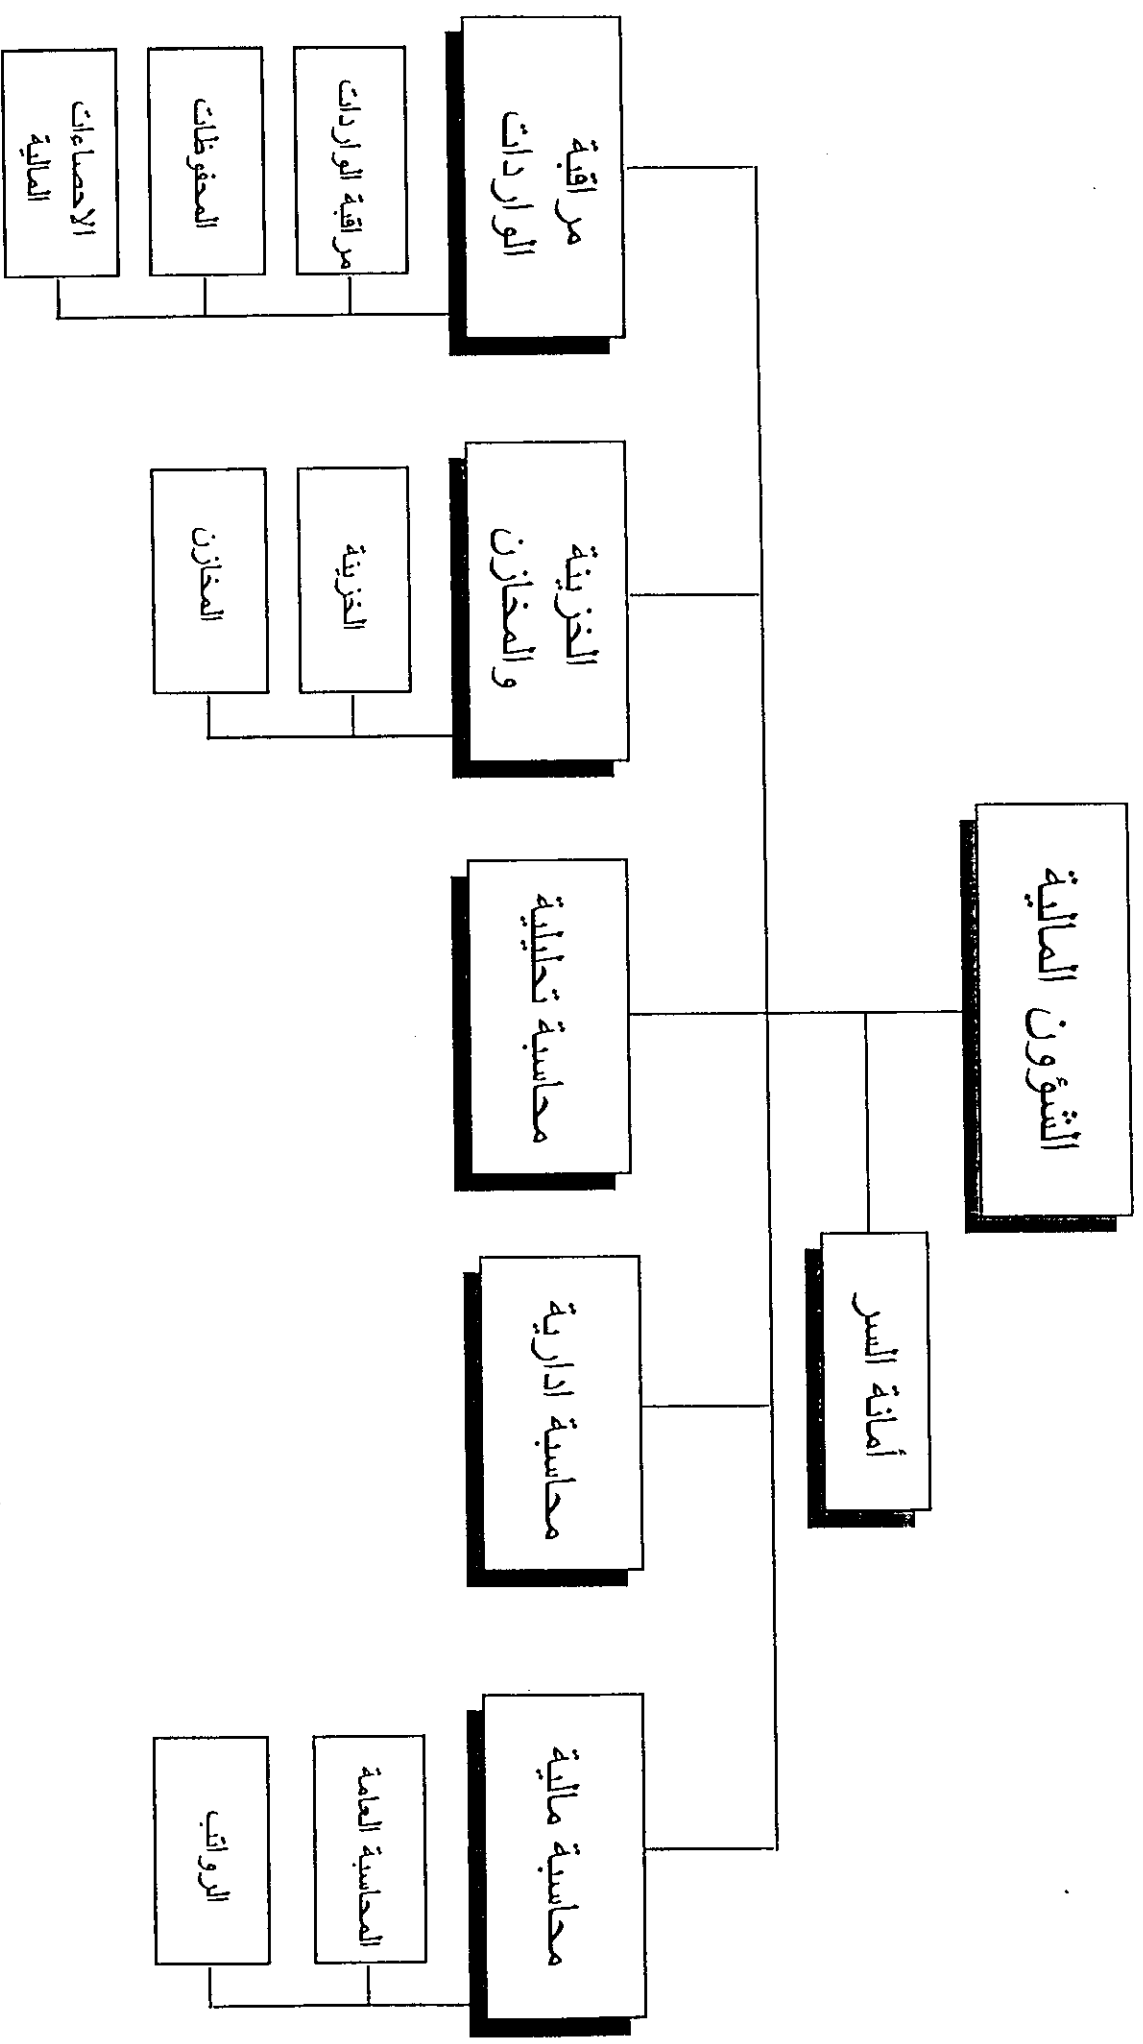 الشؤون المالية
أمانة السر
محاسبة مالية
المحاسبة العامة
الرواتب
محاسبة ادارية
محاسبة تحليلية
الخزينة
والمخازن
الخزينة
المخازن
مراقبة
الواردات
مراقبة الواردات
المحفوظات
الاحصاءات
المالية